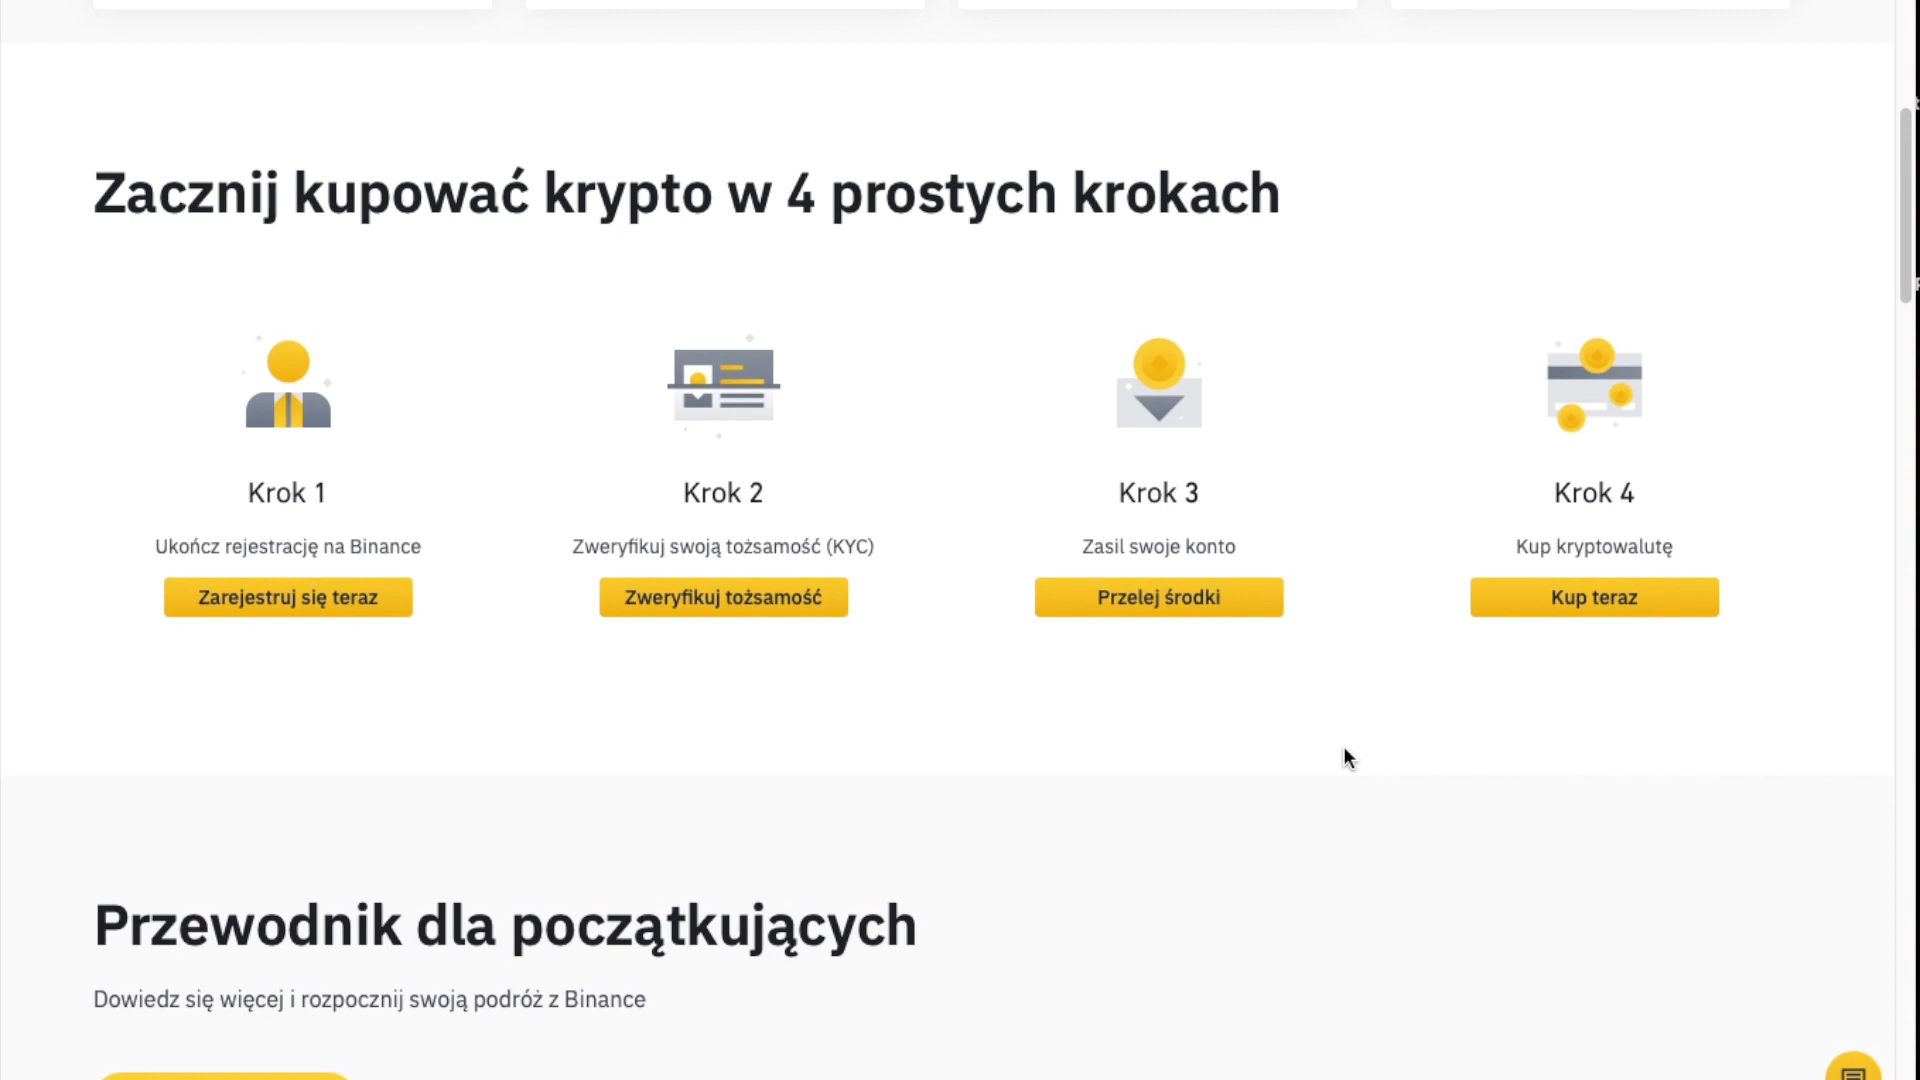 Zacznij kupować krypto w 4 prostych krokach
Krok 1
Ukończ rejestrację na Binance
Zarejestruj się teraz
Krok 2
Zweryfikuj swoją tożsamość (KYC)
Zweryfikuj tożsamość
Krok 3
Zasil swoje konto
Przelej środki
Krok 4
Kup kryptowalutę
Kup teraz
Przewodnik dla początkujących
Dowiedz się więcej i rozpocznij swoją podróż z Binance